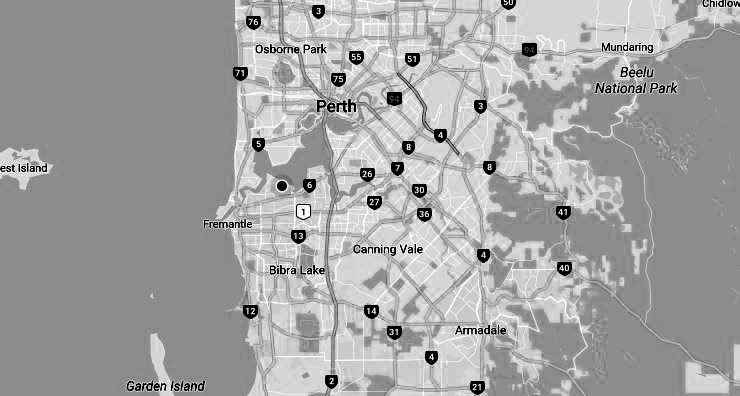 50
Chidlow
3
76
Osborne Park
Mundaring
94
55
51
71
75
Beelu
National Park
94
Perth
3
4
5
8
est Island
7
8
26
6
30
27
1
36
41
Fremantle
13
Canning Vale
4
Bibra Lake
40
12
14
31
Armadale
4
2
Garden Island
21